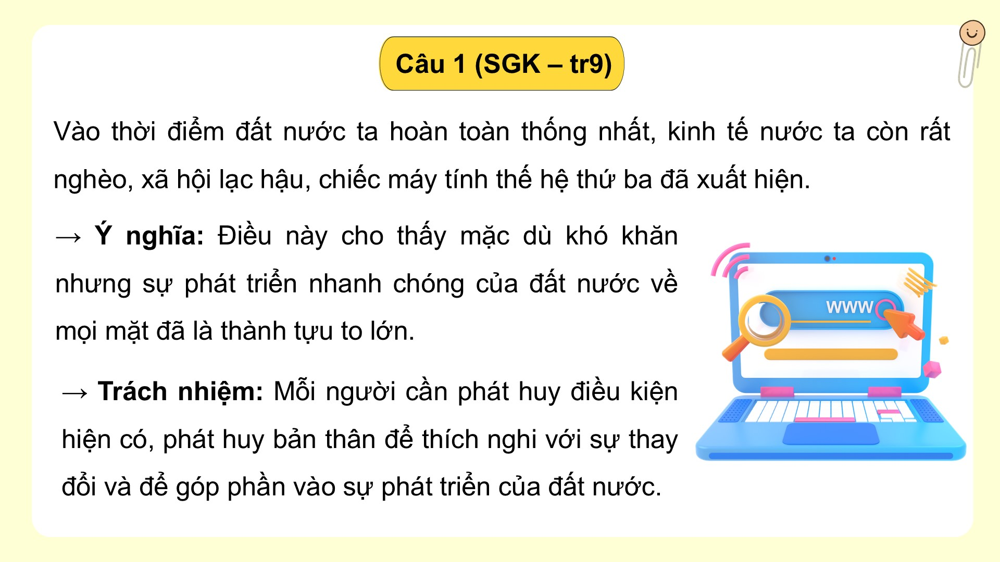 Câu 1 (SGK – tr9)
Vào thời điểm đất nước ta hoàn toàn thống nhất, kinh tế nước ta còn rất
nghèo, xã hội lạc hậu, chiếc máy tính thế hệ thứ ba đã xuất hiện.
→ Ý nghĩa: Điều này cho thấy mặc dù khó khăn
nhưng sự phát triển nhanh chóng của đất nước về
mọi mặt đã là thành tựu to lớn.
WWW
→ Trách nhiệm: Mỗi người cần phát huy điều kiện
hiện có, phát huy bản thân để thích nghi với sự thay
đổi và để góp phần vào sự phát triển của đất nước.